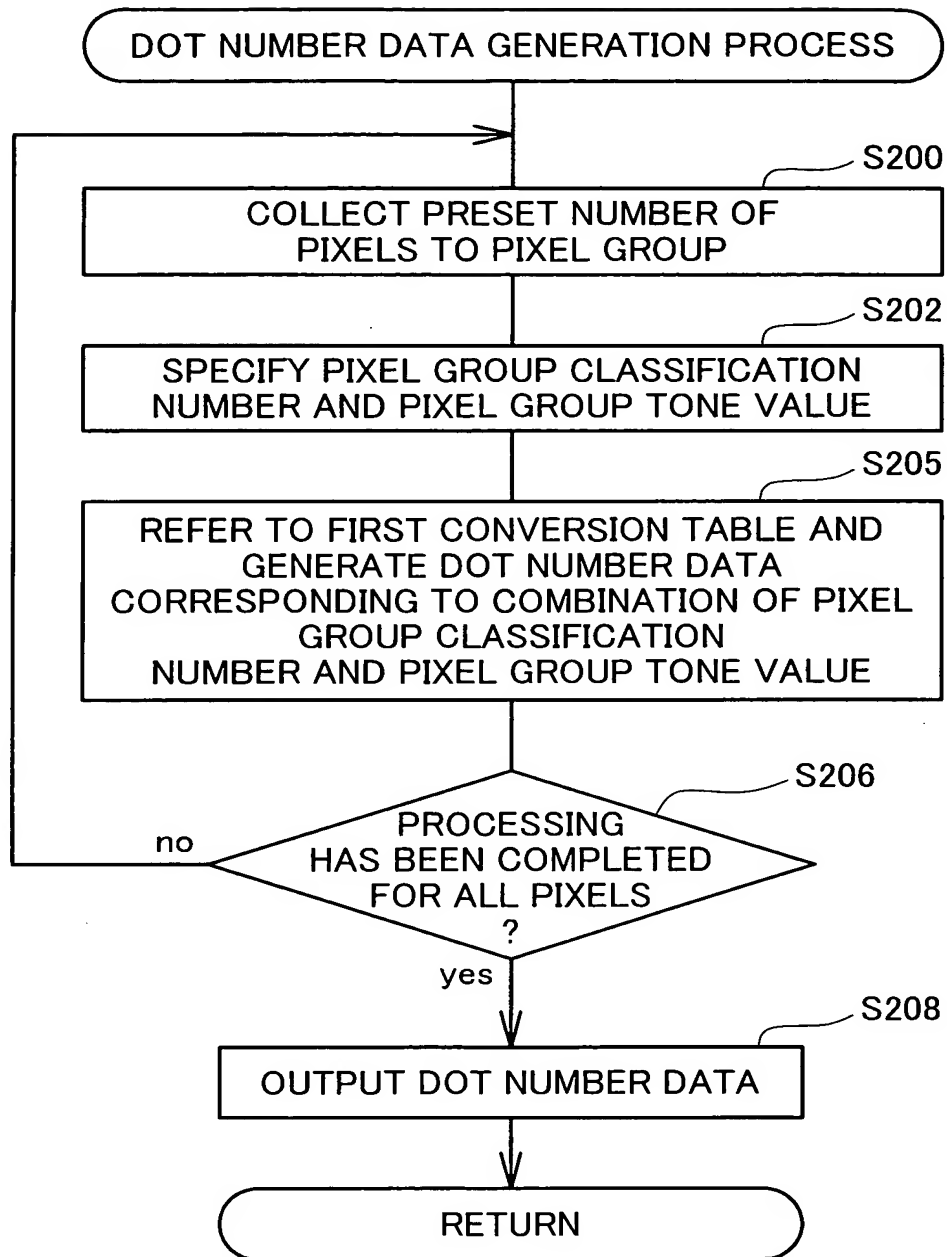 DOT NUMBER DATA GENERATION PROCESS
S200
COLLECT PRESET NUMBER OF
PIXELS TO PIXEL GROUP
S202
SPECIFY PIXEL GROUP CLASSIFICATION
NUMBER AND PIXEL GROUP TONE VALUE
S205
REFER TO FIRST CONVERSION TABLE AND
GENERATE DOT NUMBER DATA
CORRESPONDING TO COMBINATION OF PIXEL
GROUP CLASSIFICATION
NUMBER AND PIXEL GROUP TONE VALUE
S206
PROCESSING
HAS BEEN COMPLETED
FOR ALL PIXELS
?
no
yes
S208
OUTPUT DOT NUMBER DATA
RETURN